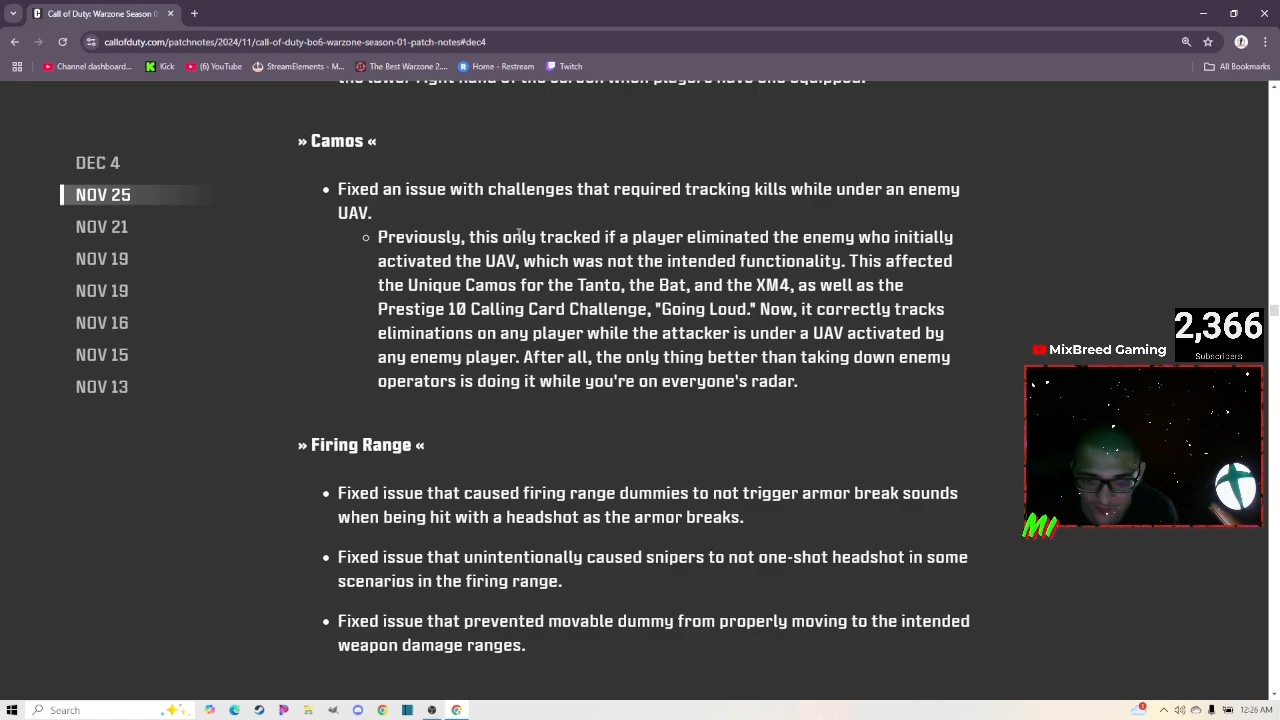 Call of Duty: Warzone Season 0
callofduty.com/patchnotes/2024/11/call-of-duty-bo6-warzone-season-01-patch-notes#dec4
Channel dashboard...
Kick
(6) YouTube
StreamElements - M...
The Best Warzone 2....
Home - Restream
Twitch
All Bookmarks
the lower right hand of the screen when players have one equipped.
» Camos «
DEC 4
NOV 25
NOV 21
NOV 19
NOV 19
NOV 16
NOV 15
NOV 13
• Fixed an issue with challenges that required tracking kills while under an enemy
UAV.
Previously, this only tracked if a player eliminated the enemy who initially
activated the UAV, which was not the intended functionality. This affected
the Unique Camos for the Tanto, the Bat, and the XM4, as well as the
Prestige 10 Calling Card Challenge, "Going Loud." Now, it correctly tracks
eliminations on any player while the attacker is under a UAV activated by
any enemy player. After all, the only thing better than taking down enemy
operators is doing it while you're on everyone's radar.
» Firing Range «
• Fixed issue that caused firing range dummies to not trigger armor break sounds
when being hit with a headshot as the armor breaks.
• Fixed issue that unintentionally caused snipers to not one-shot headshot in some
scenarios in the firing range.
• Fixed issue that prevented movable dummy from properly moving to the intended
weapon damage ranges.
2,366
Subscribers
MixBreed Gaming
MI
Search
12:26 AM